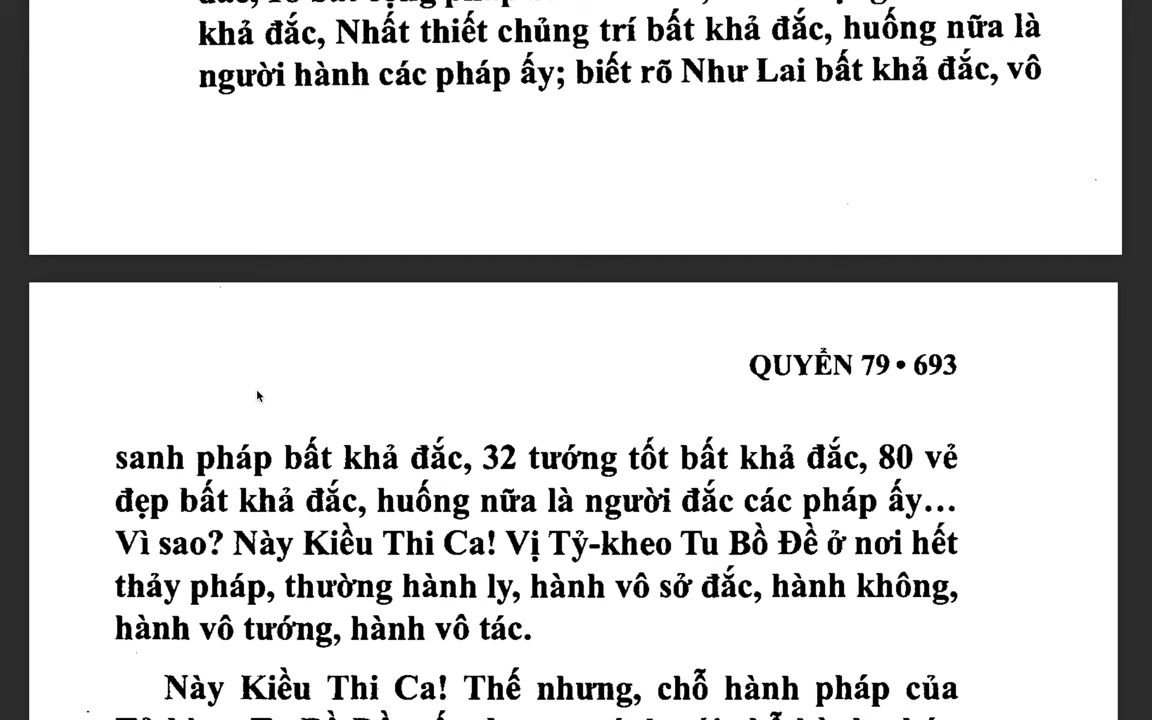 khả đắc, Nhất thiết chủng trí bất khả đắc, huống nữa là
người hành các pháp ấy; biết rõ Như Lai bất khả đắc, vô
QUYỂN 79 • 693
sanh pháp bất khả đắc, 32 tướng tốt bất khả đắc, 80 vẻ
đẹp bất khả đắc, huống nữa là người đắc các pháp ấy...
Vì sao? Này Kiều Thi Ca! Vị Tỷ-kheo Tu Bồ Đề ở nơi hết
thảy pháp, thường hành ly, hành vô sở đắc, hành không,
hành vô tướng, hành vô tác.
Này Kiều Thi Ca! Thế nhưng, chỗ hành pháp của